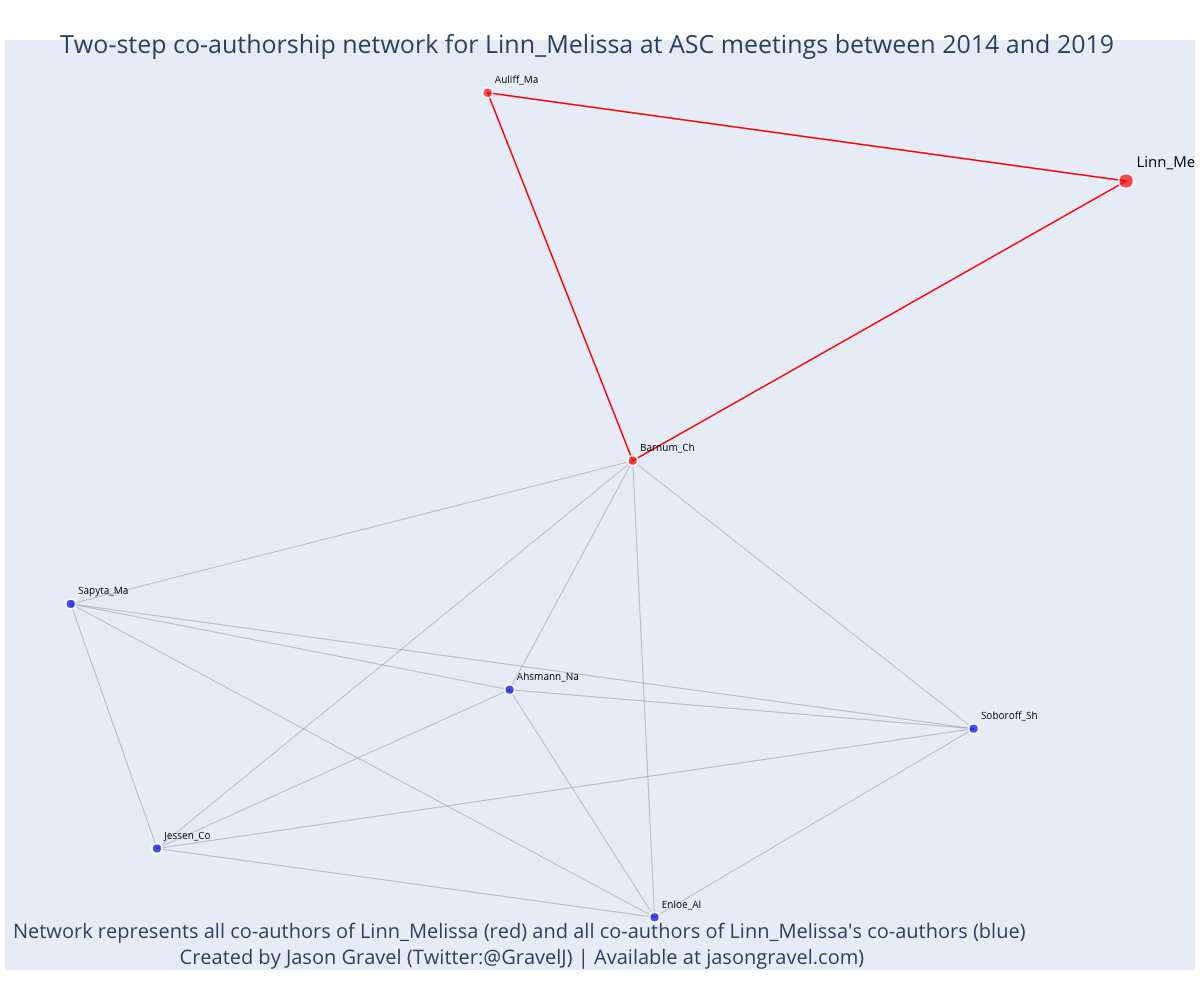 Two-step co-authorship network for Linn_Melissa at ASC meetings between 2014 and 2019
Auliff_Ma
Linn_Me
Barnum_Ch
Sapyta_Ma
Ahsmann_Na
Soboroff_Sh
Jessen_Co
Enloe_Al
Network represents all co-authors of Linn_Melissa (red) and all co-authors of Linn_Melissa's co-authors (blue)
Created by Jason Gravel (Twitter:@GravelJ) | Available at jasongravel.com)